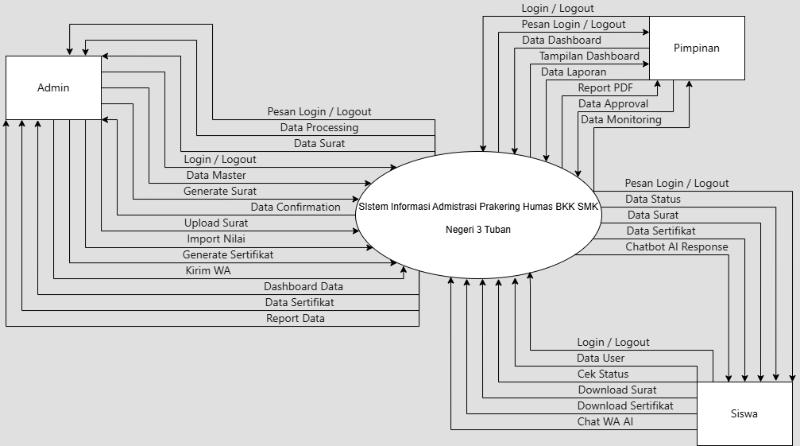 Login / Logout
Pesan Login / Logout
Data Dashboard
Tampilan Dashboard
Data Laporan
Report PDF
Data Approval
Data Monitoring
Pimpinan
Admin
Pesan Login / Logout
Data Processing
Data Surat
Login / Logout
Data Master
Generate Surat
Data Confirmation
Upload Surat
Import Nilai
Generate Sertifikat
Kirim WA
Dashboard Data
Data Sertifikat
Report Data
SIstem Informasi Admistrasi Prakering Humas BKK SMK
Negeri 3 Tuban
Pesan Login / Logout
Data Status
Data Surat
Data Sertifikat
Chatbot AI Response
Login / Logout
Data User
Cek Status
Download Surat
Download Sertifikat
Chat WA AI
Siswa